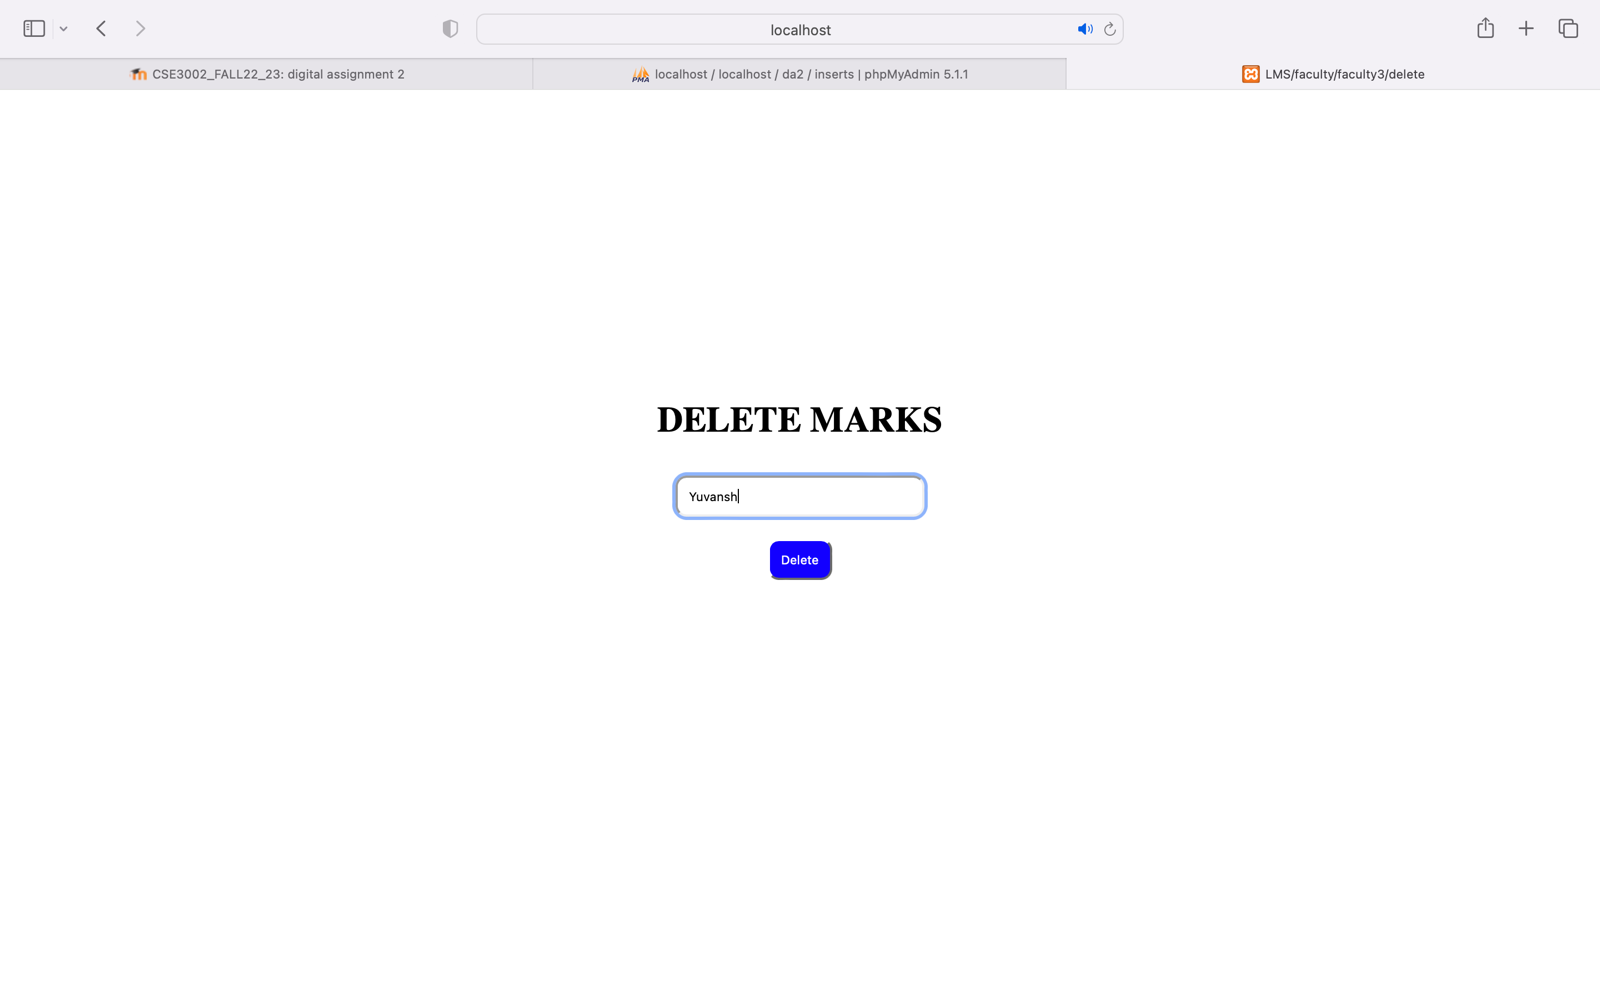 localhost
CSE3002_FALL22_23: digital assignment 2
PMA localhost / localhost / da2 / inserts | phpMyAdmin 5.1.1
LMS/faculty/faculty3/delete
DELETE MARKS
Yuvansh
Delete